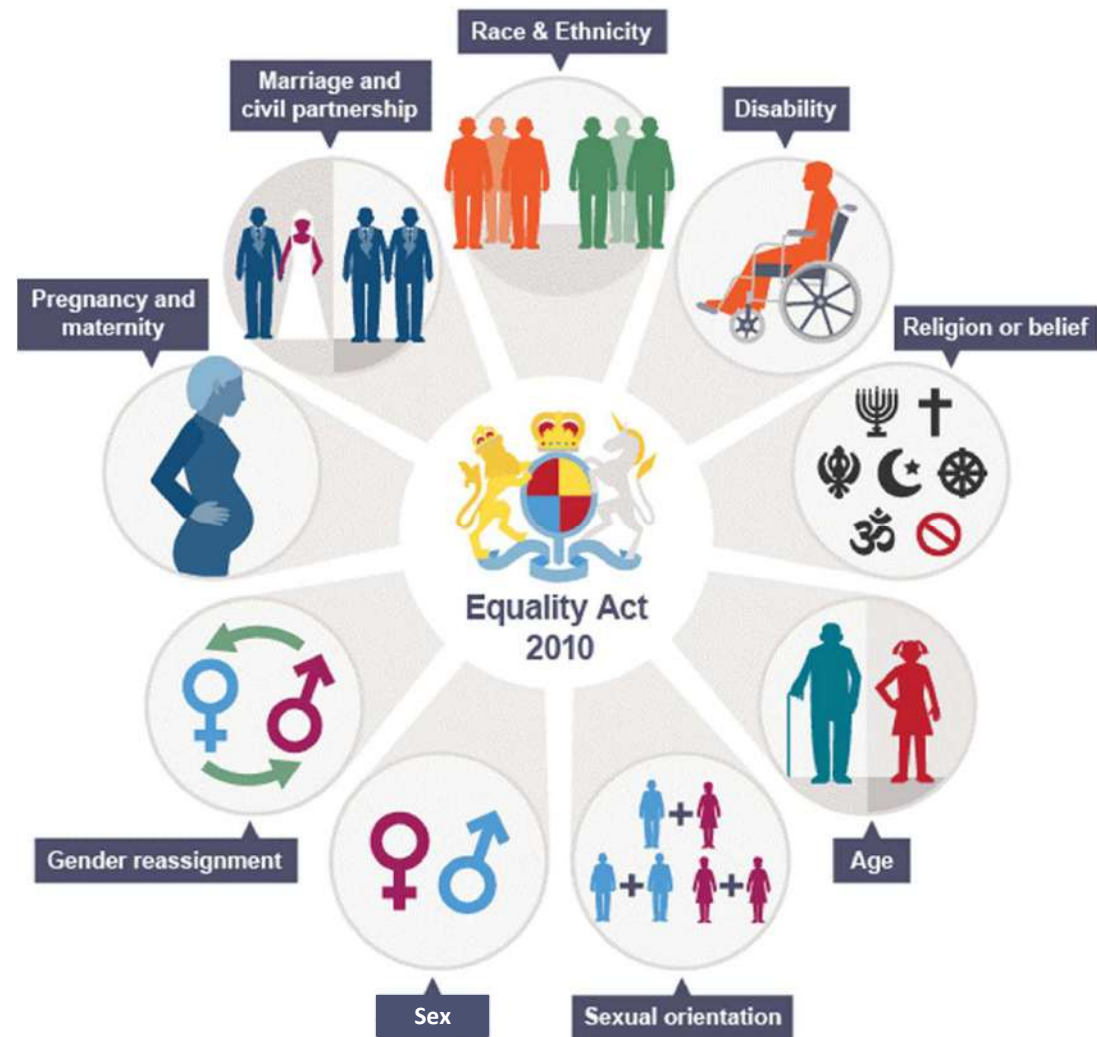 Race & Ethnicity
Marriage and
civil partnership
Disability
Pregnancy and
maternity
Religion or belief
Equality Act
2010
Gender reassignment
Age
Sex
Sexual orientation